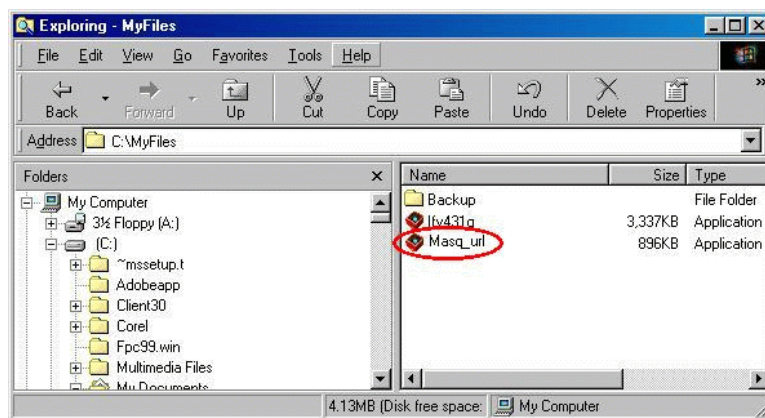 Exploring - MyFiles
File Edit View Go Favorites Tools Help
Back Forward Up Cut Copy Paste Undo Delete Properties »
Address C:\MyFiles
Folders
My Computer
3½ Floppy (A:)
(C:)
~mssetup.t
Adobeapp
Client30
Corel
Fpc99.win
Multimedia Files
My Documents
Name Size Type
Backup File Folder
3,337KB Application
Masq_url 896KB Application
4.13MB (Disk free space: My Computer